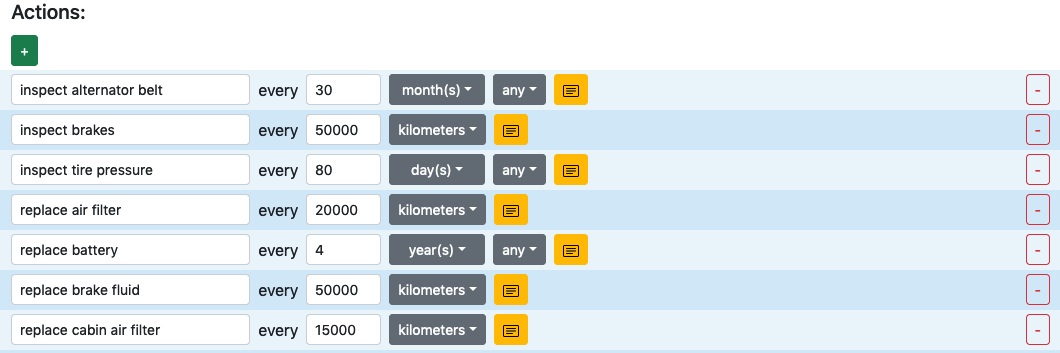 Actions:
+
inspect alternator belt every 30 month(s) any -
inspect brakes every 50000 kilometers -
inspect tire pressure every 80 day(s) any -
replace air filter every 20000 kilometers -
replace battery every 4 year(s) any -
replace brake fluid every 50000 kilometers -
replace cabin air filter every 15000 kilometers -